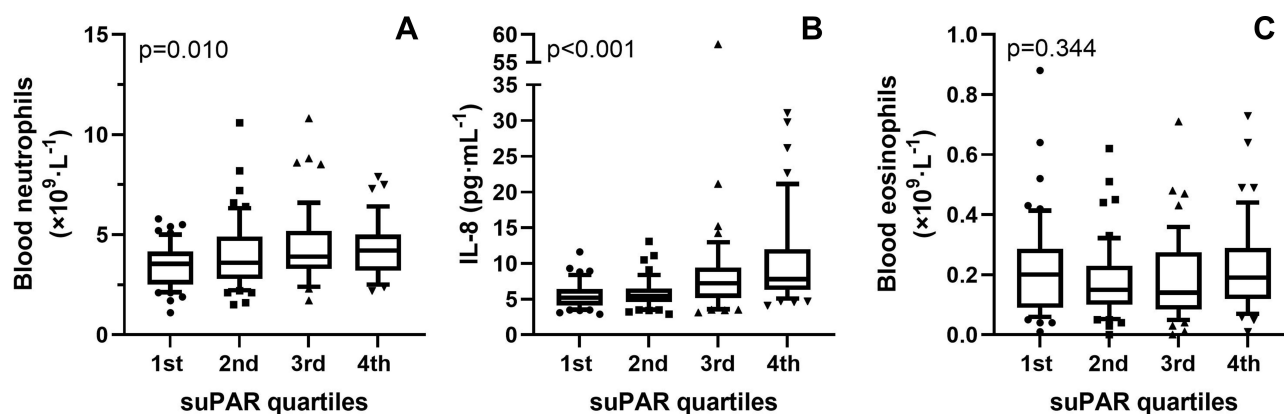 A
p=0.010
Blood neutrophils
(×10⁹·L⁻¹)
15
10
5
0
1st 2nd 3rd 4th
suPAR quartiles
B
p<0.001
IL-8 (pg·mL⁻¹)
60
55
35
30
25
20
15
10
5
0
1st 2nd 3rd 4th
suPAR quartiles
C
p=0.344
Blood eosinophils
(×10⁹·L⁻¹)
1.0
0.8
0.6
0.4
0.2
0.0
1st 2nd 3rd 4th
suPAR quartiles